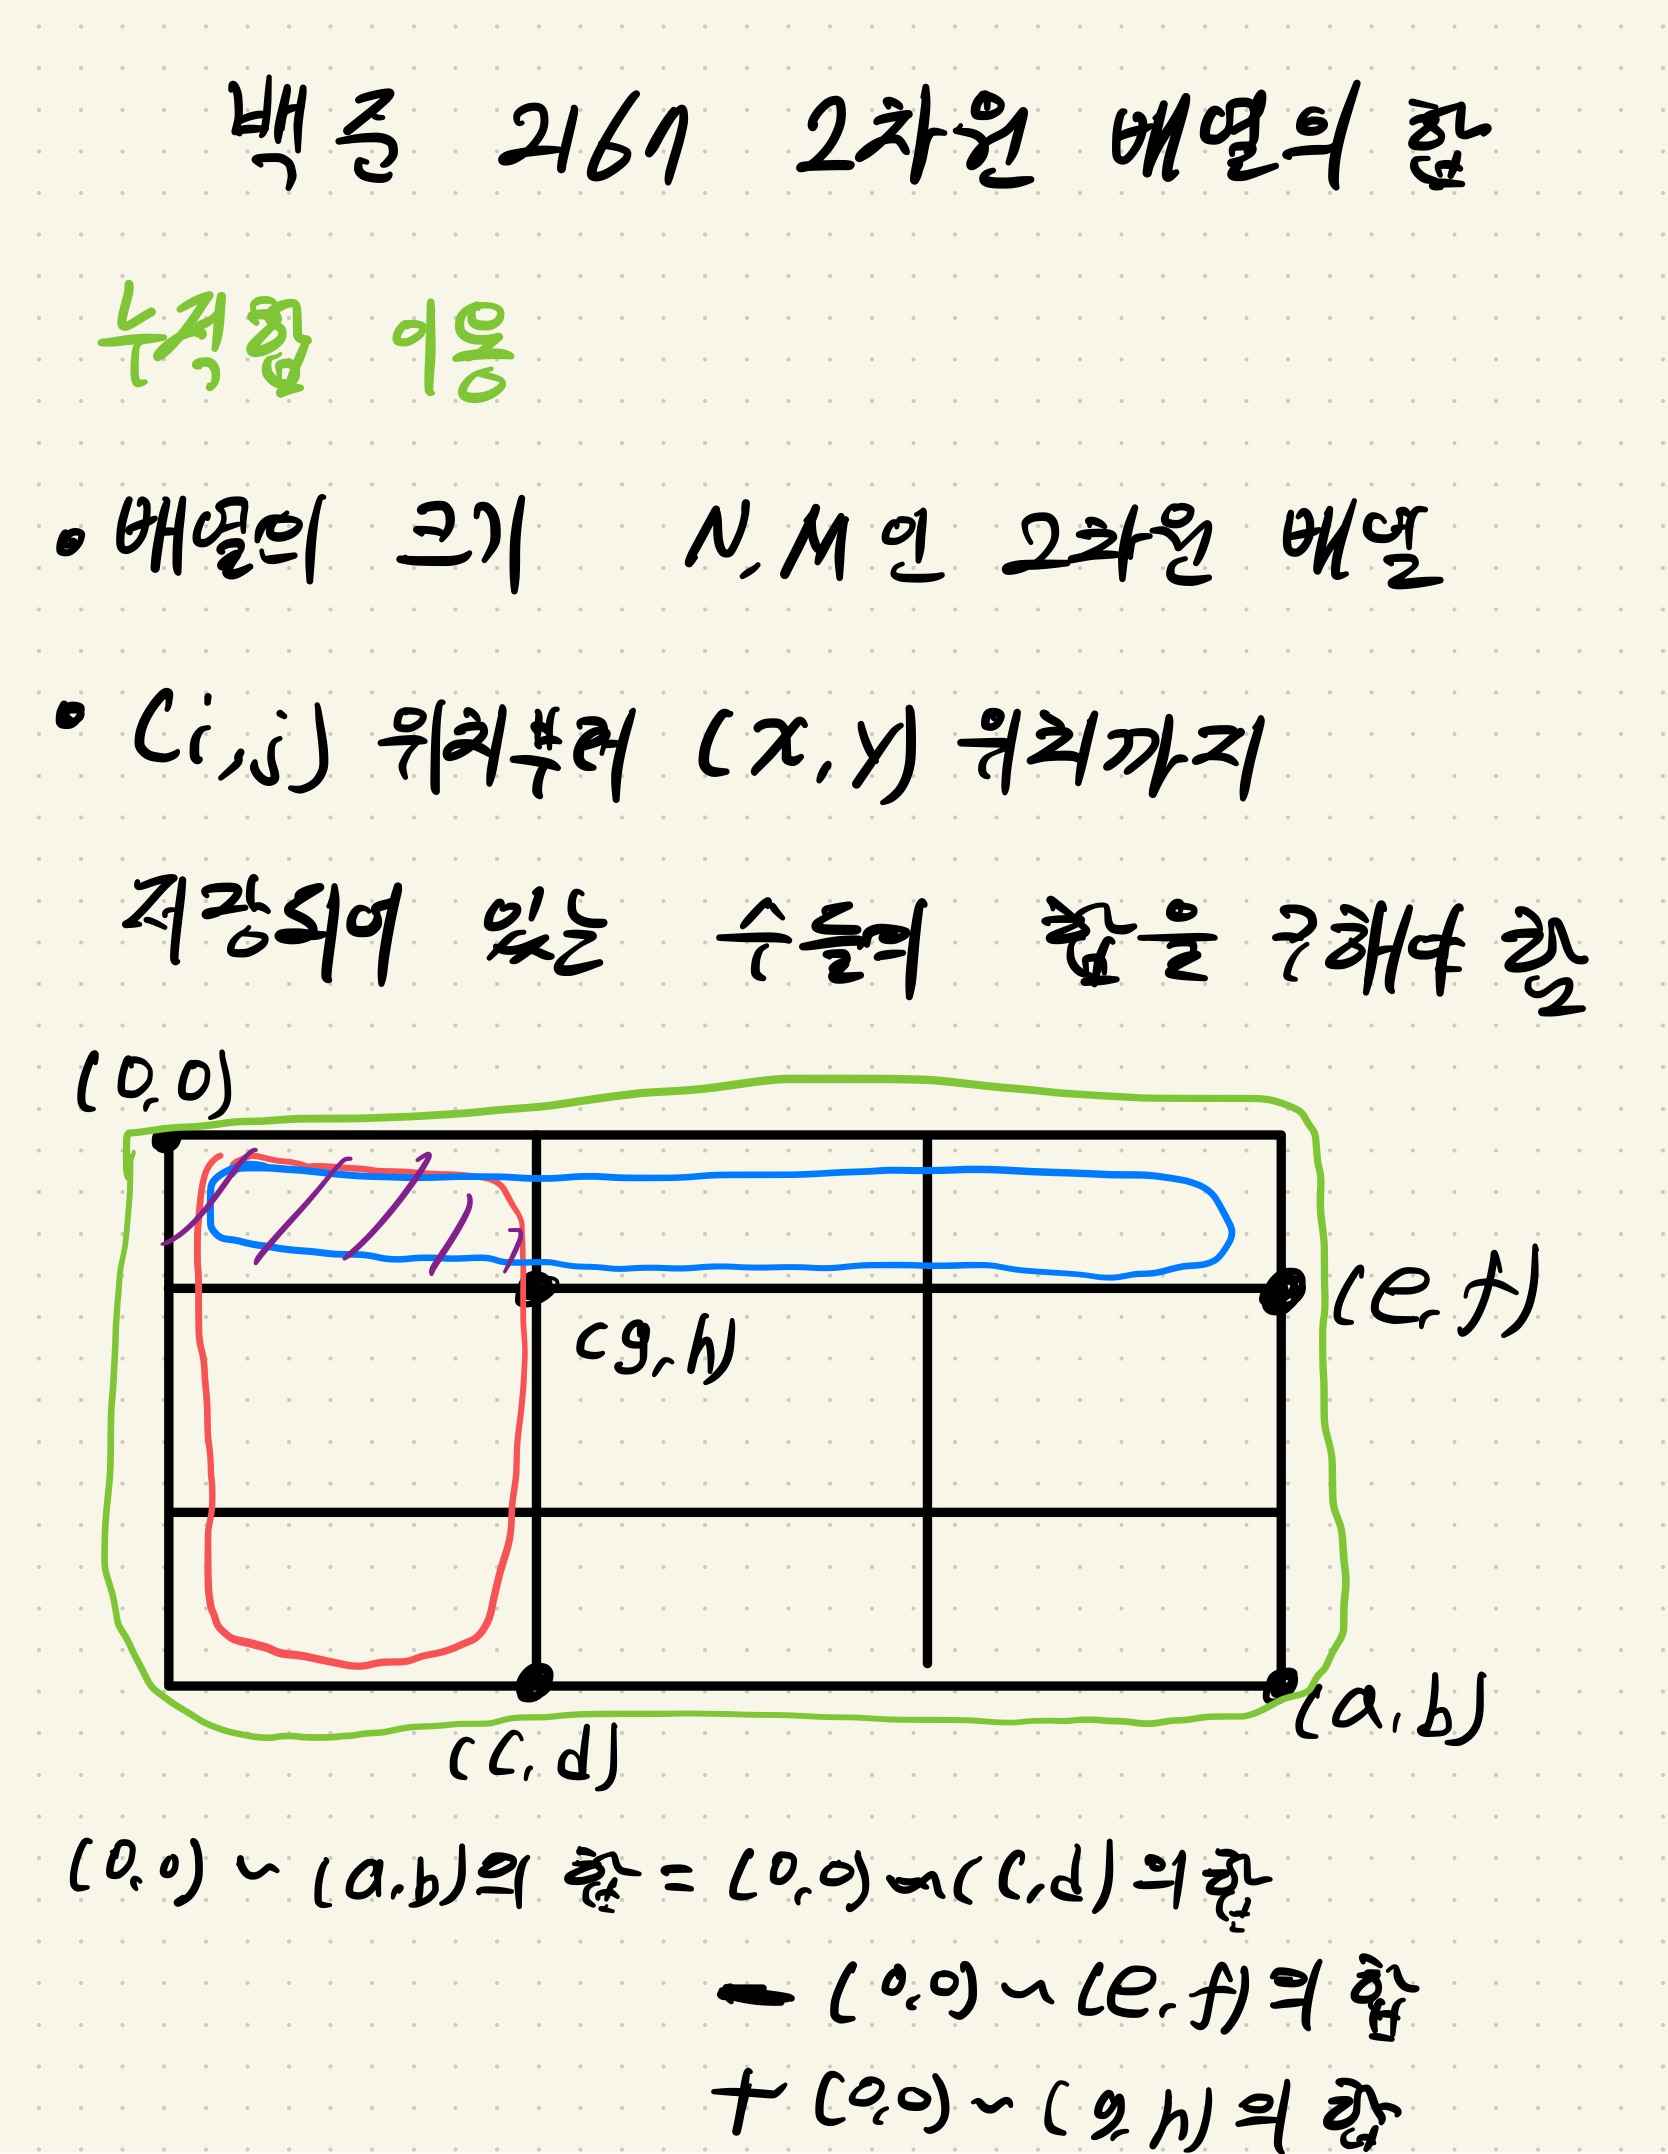 백준 2167 2차원 배열의 합
누적합 이용
• 배열의 크기 N, M인 2차원 배열
• (i, j) 위치부터 (x, y) 위치까지
저장되어 있는 수들의 합을 구해야 함
(0,0)
(e, f)
(g, h)
(a, b)
(c, d)
(0,0) ~ (a,b)의 합 = (0,0) ~ (c,d)의 합
- (0,0) ~ (e, f)의 합
+ (0,0) ~ (g, h)의 합